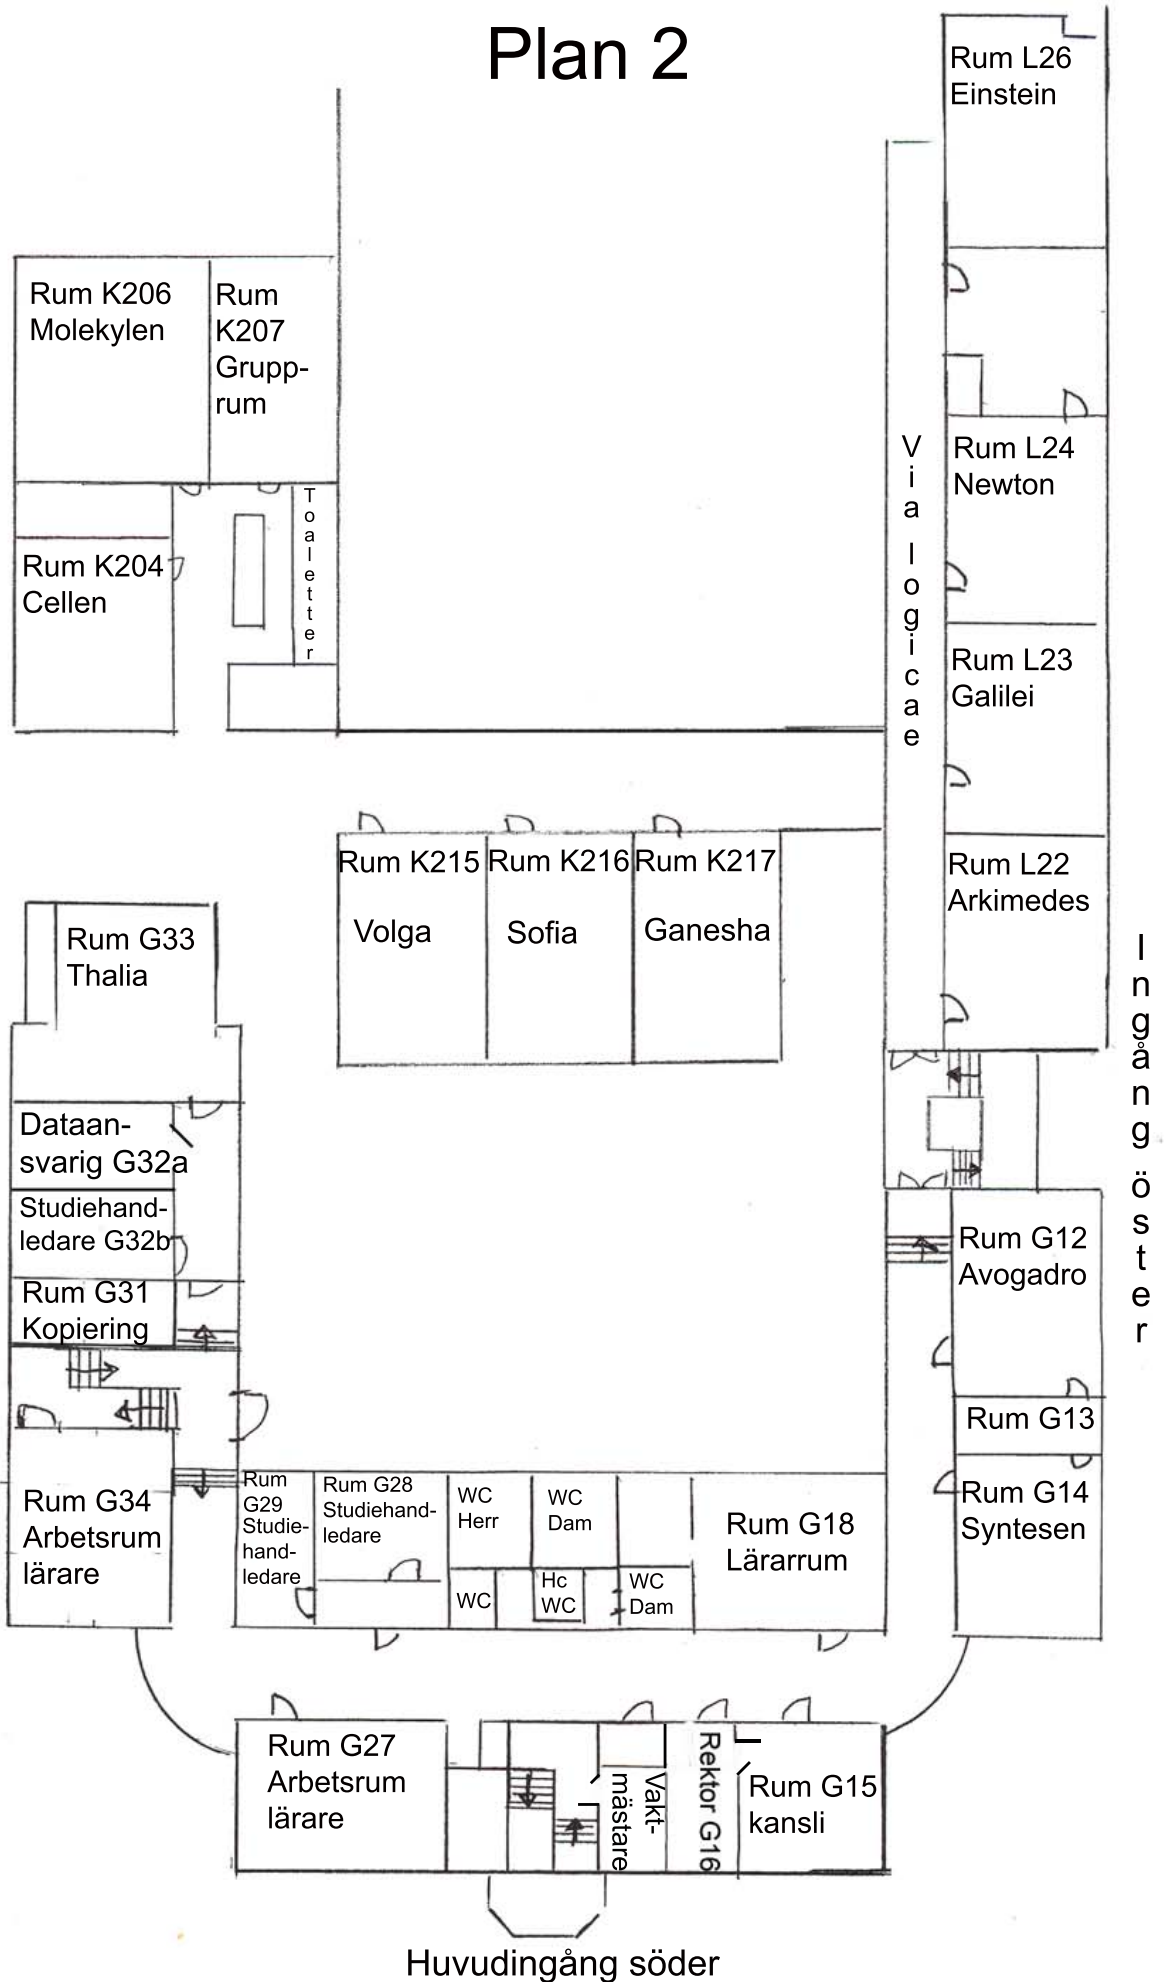 Plan 2
Rum L26
Einstein
Rum K206
Molekylen
Rum
K207
Grupp-
rum
Toaletter
Rum K204
Cellen
Via logicae
Rum L24
Newton
Rum L23
Galilei
Rum L22
Arkimedes
Rum K215
Volga
Rum K216
Sofia
Rum K217
Ganesha
Ingång öster
Rum G33
Thalia
Dataan-
svarig G32a
Studiehand-
ledare G32b
Rum G31
Kopiering
Rum G12
Avogadro
Rum G13
Rum G14
Syntesen
Rum G34
Arbetsrum
lärare
Rum
G29
Studie-
hand-
ledare
Rum G28
Studiehand-
ledare
WC
Herr
WC
Dam
WC
Hc
WC
WC
Dam
Rum G18
Lärarrum
Rum G27
Arbetsrum
lärare
Vakt-
mästare
Rektor G16
Rum G15
kansli
Huvudingång söder